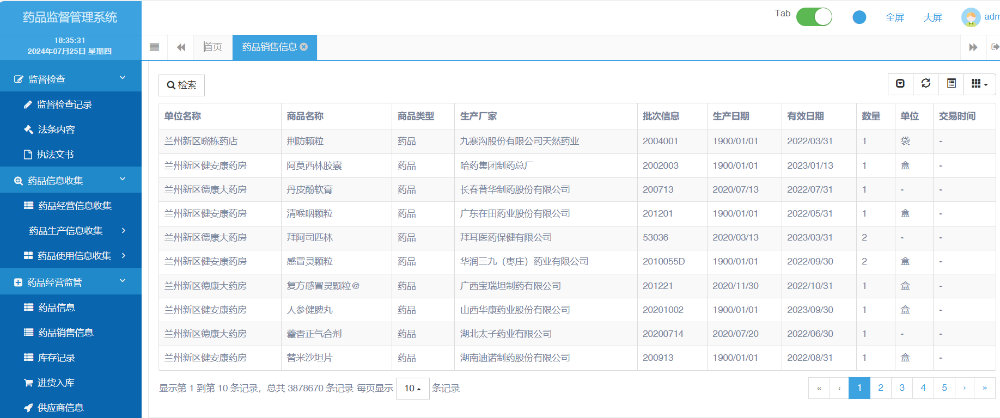 药品监督管理系统
Tab
全屏
大屏
adm
18:35:31
2024年07月25日 星期四
首页
药品销售信息
监督检查
监督检查记录
法条内容
执法文书
药品信息收集
药品经营信息收集
药品生产信息收集
药品使用信息收集
药品经营监管
药品信息
药品销售信息
库存记录
进货入库
供应商信息
检索
单位名称 商品名称 商品类型 生产厂家 批次信息 生产日期 有效日期 数量 单位 交易时间
兰州新区晓栋药店 荆防颗粒 药品 九寨沟股份有限公司天然药业 2004001 1900/01/01 2022/03/31 1 袋 -
兰州新区健安康药房 阿莫西林胶囊 药品 哈药集团制药总厂 2002003 1900/01/01 2023/01/13 1 盒 -
兰州新区德康大药房 丹皮酚软膏 药品 长春普华制药股份有限公司 200713 2020/07/13 2022/07/31 1 - -
兰州新区健安康药房 清喉咽颗粒 药品 广东在田药业股份有限公司 201201 1900/01/01 2022/05/31 1 盒 -
兰州新区德康大药房 拜阿司匹林 药品 拜耳医药保健有限公司 53036 2020/03/13 2023/03/31 2 - -
兰州新区健安康药房 感冒灵颗粒 药品 华润三九（枣庄）药业有限公司 2010055D 1900/01/01 2022/09/30 2 盒 -
兰州新区德康大药房 复方感冒灵颗粒@ 药品 广西宝瑞坦制药有限公司 201221 2020/11/30 2022/10/31 1 盒 -
兰州新区健安康药房 人参健脾丸 药品 山西华康药业股份有限公司 20201002 1900/01/01 2023/09/30 1 盒 -
兰州新区德康大药房 藿香正气合剂 药品 湖北太子药业有限公司 20200714 2020/07/20 2022/06/30 1 - -
兰州新区健安康药房 替米沙坦片 药品 湖南迪诺制药股份有限公司 200913 1900/01/01 2022/08/31 1 盒 -
显示第 1 到第 10 条记录，总共 3878670 条记录 每页显示 10 条记录
« ‹ 1 2 3 4 5 › »